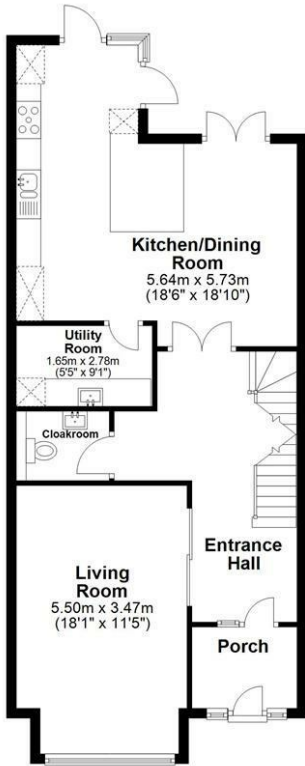 Kitchen/Dining
Room
5.64m x 5.73m
(18'6" x 18'10")
Utility
Room
1.65m x 2.78m
(5'5" x 9'1")
Cloakroom
Living
Room
5.50m x 3.47m
(18'1" x 11'5")
Entrance
Hall
Porch